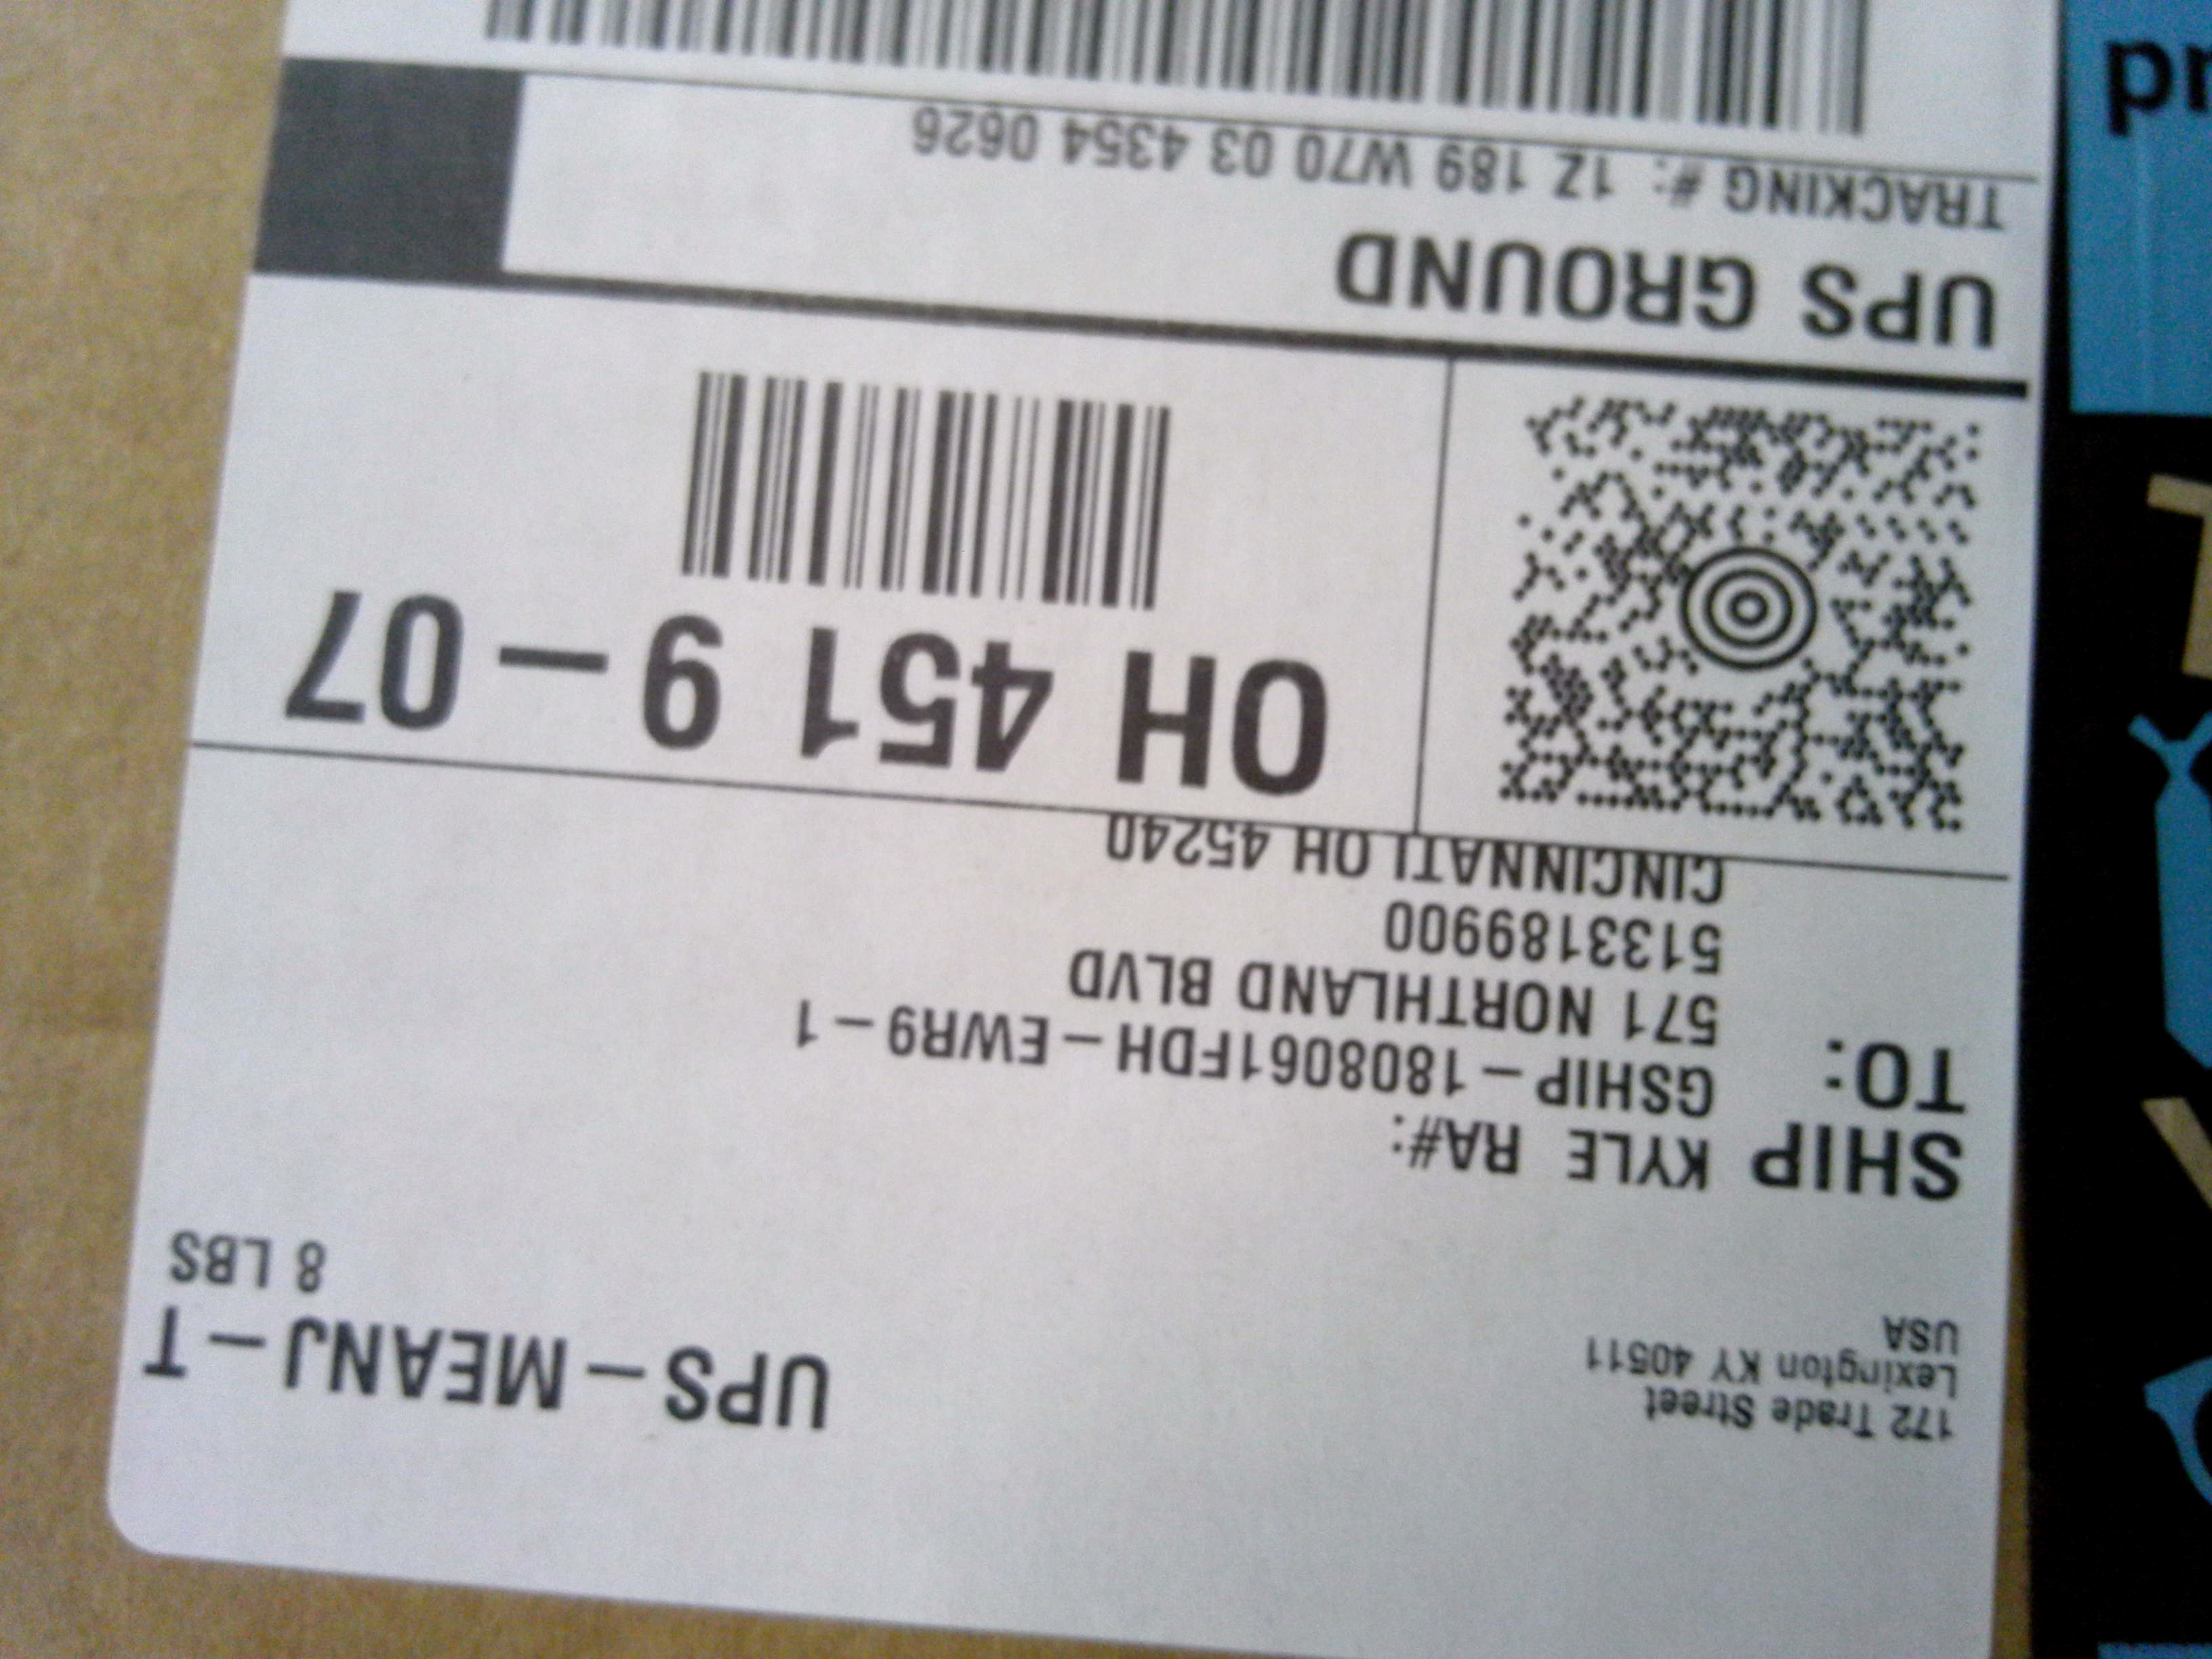 172 Trade Street
Lexington KY 40511
USA
UPS - MEANJ - T
8 LBS
SHIP TO:
KYLE RA#:
GSHIP - 1808061FDH - EWR9 - 1
571 NORTHLAND BLVD
5133189900
CINCINNATI OH 45240
OH 451 9 - 07
UPS GROUND
TRACKING #: 1Z 189 W70 03 4354 0626
pr